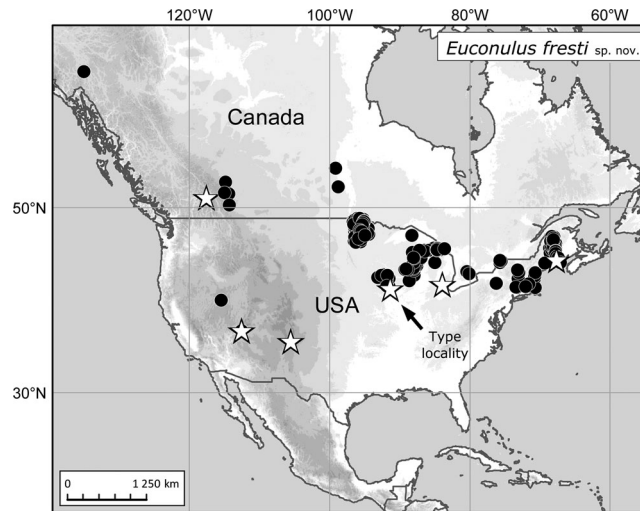 120°W 100°W 80°W 60°W
Euconulus fresti sp. nov.
Canada
50°N
USA
Type
locality
30°N
0 1 250 km